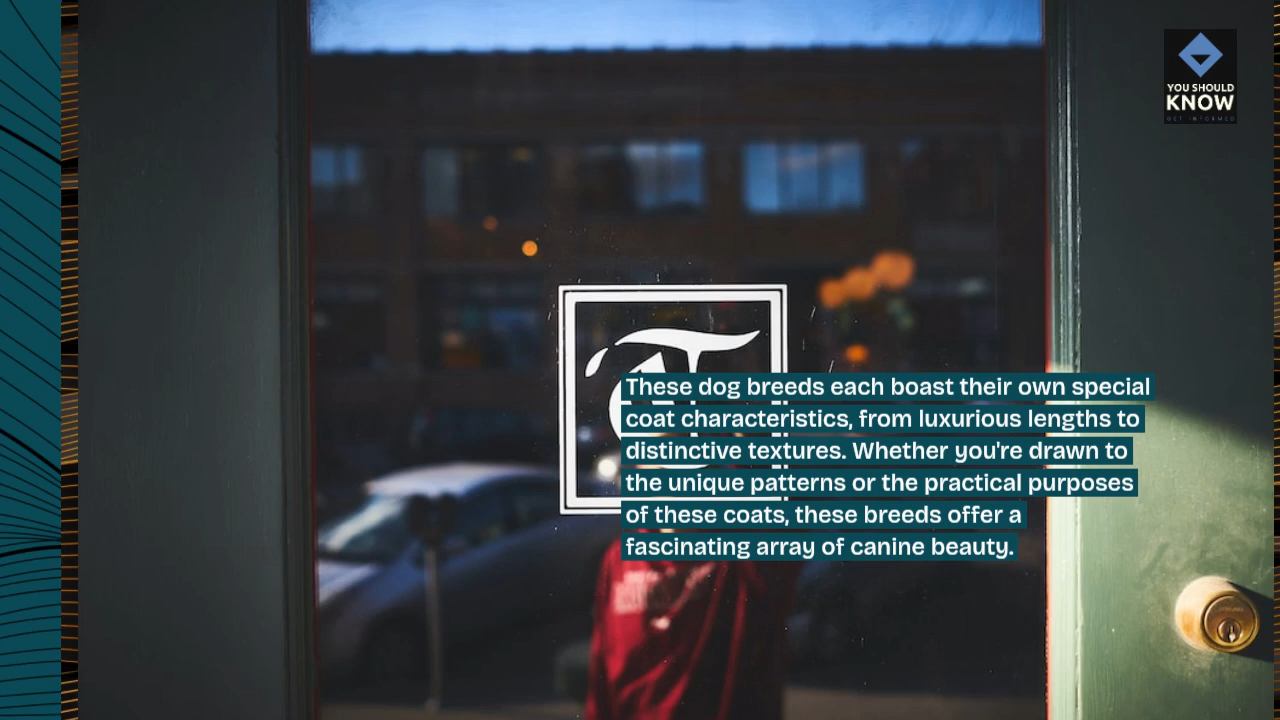 YOU SHOULD
KNOW
GET INFORMED
T
These dog breeds each boast their own special
coat characteristics, from luxurious lengths to
distinctive textures. Whether you're drawn to
the unique patterns or the practical purposes
of these coats, these breeds offer a
fascinating array of canine beauty.